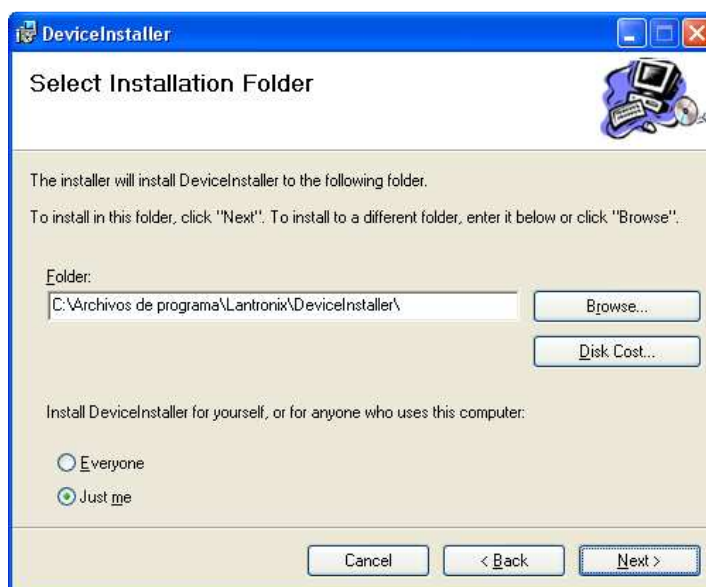 DeviceInstaller
Select Installation Folder
The installer will install DeviceInstaller to the following folder.
To install in this folder, click "Next". To install to a different folder, enter it below or click "Browse".
Folder:
C:\Archivos de programa\Lantronix\DeviceInstaller\
Browse...
Disk Cost...
Install DeviceInstaller for yourself, or for anyone who uses this computer:
Everyone
Just me
Cancel
< Back
Next >